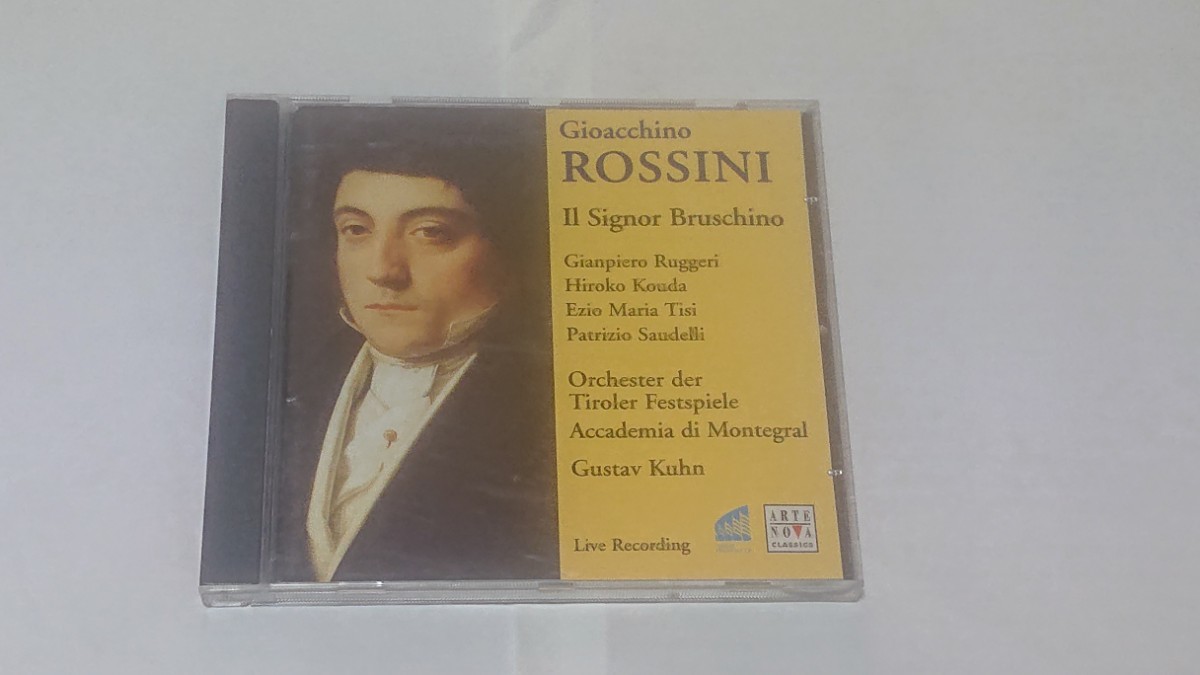 Gioacchino
ROSSINI
Il Signor Bruschino
Gianpiero Ruggeri
Hiroko Kouda
Ezio Maria Tisi
Patrizio Saudelli
Orchester der
Tiroler Festspiele
Accademia di Montegral
Gustav Kuhn
Live Recording
ARTE
NOVA
CLASSICS